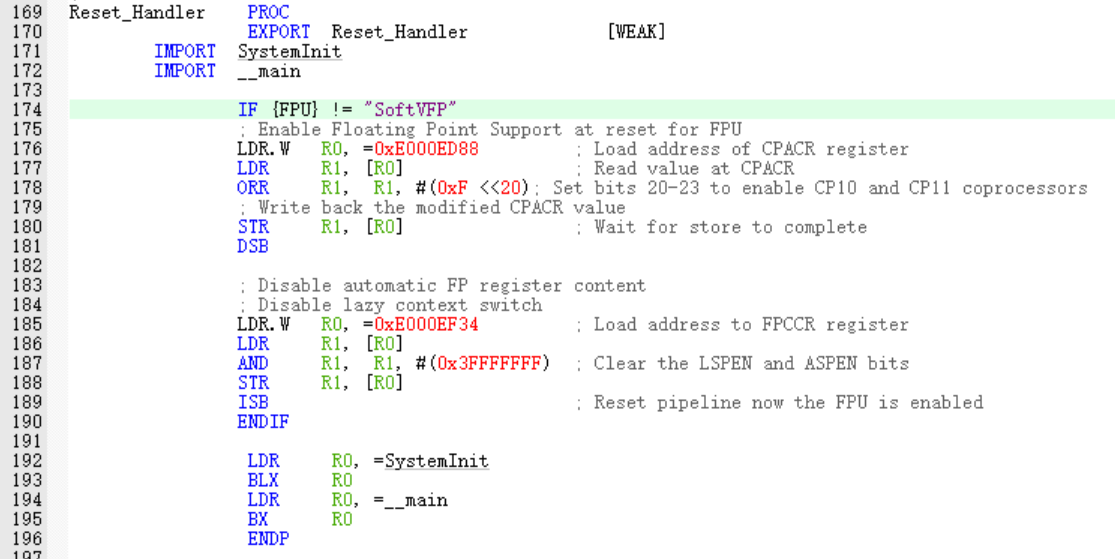 169 Reset_Handler PROC
170 EXPORT Reset_Handler [WEAK]
171 IMPORT SystemInit
172 IMPORT __main
173
174 IF {FPU} != "SoftVFP"
175 ; Enable Floating Point Support at reset for FPU
176 LDR.W R0, =0xE000ED88 ; Load address of CPACR register
177 LDR R1, [R0] ; Read value at CPACR
178 ORR R1, R1, #(0xF <<20); Set bits 20-23 to enable CP10 and CP11 coprocessors
179 ; Write back the modified CPACR value
180 STR R1, [R0] ; Wait for store to complete
181 DSB
182
183 ; Disable automatic FP register content
184 ; Disable lazy context switch
185 LDR.W R0, =0xE000EF34 ; Load address to FPCCR register
186 LDR R1, [R0]
187 AND R1, R1, #(0x3FFFFFFF) ; Clear the LSPEN and ASPEN bits
188 STR R1, [R0]
189 ISB ; Reset pipeline now the FPU is enabled
190 ENDIF
191
192 LDR R0, =SystemInit
193 BLX R0
194 LDR R0, =__main
195 BX R0
196 ENDP
197